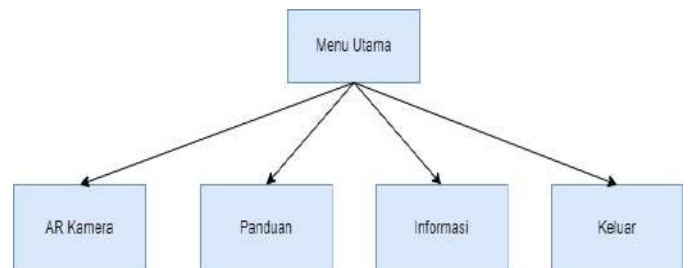 Menu Utama
AR Kamera
Panduan
Informasi
Keluar